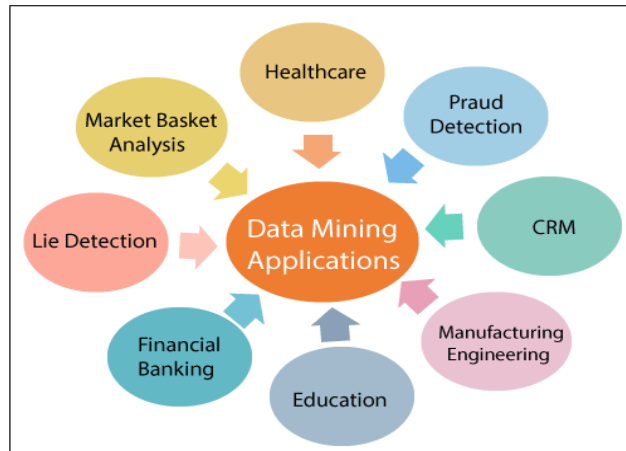 Healthcare
Praud
Detection
Market Basket
Analysis
Data Mining
Applications
CRM
Lie Detection
Manufacturing
Engineering
Financial
Banking
Education